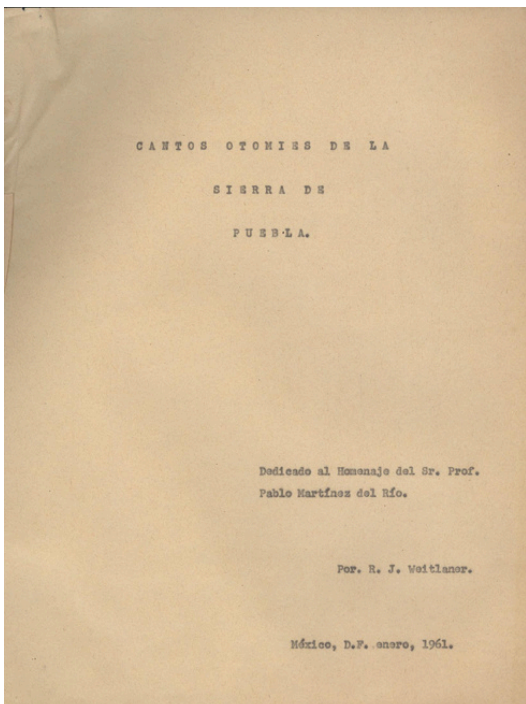 CANTOS OTOMIES DE LA
SIERRA DE
PUEBLA.
Dedicado al Homenaje del Sr. Prof.
Pablo Martínez del Río.
Por. R. J. Weitlaner.
México, D.F. enero, 1961.